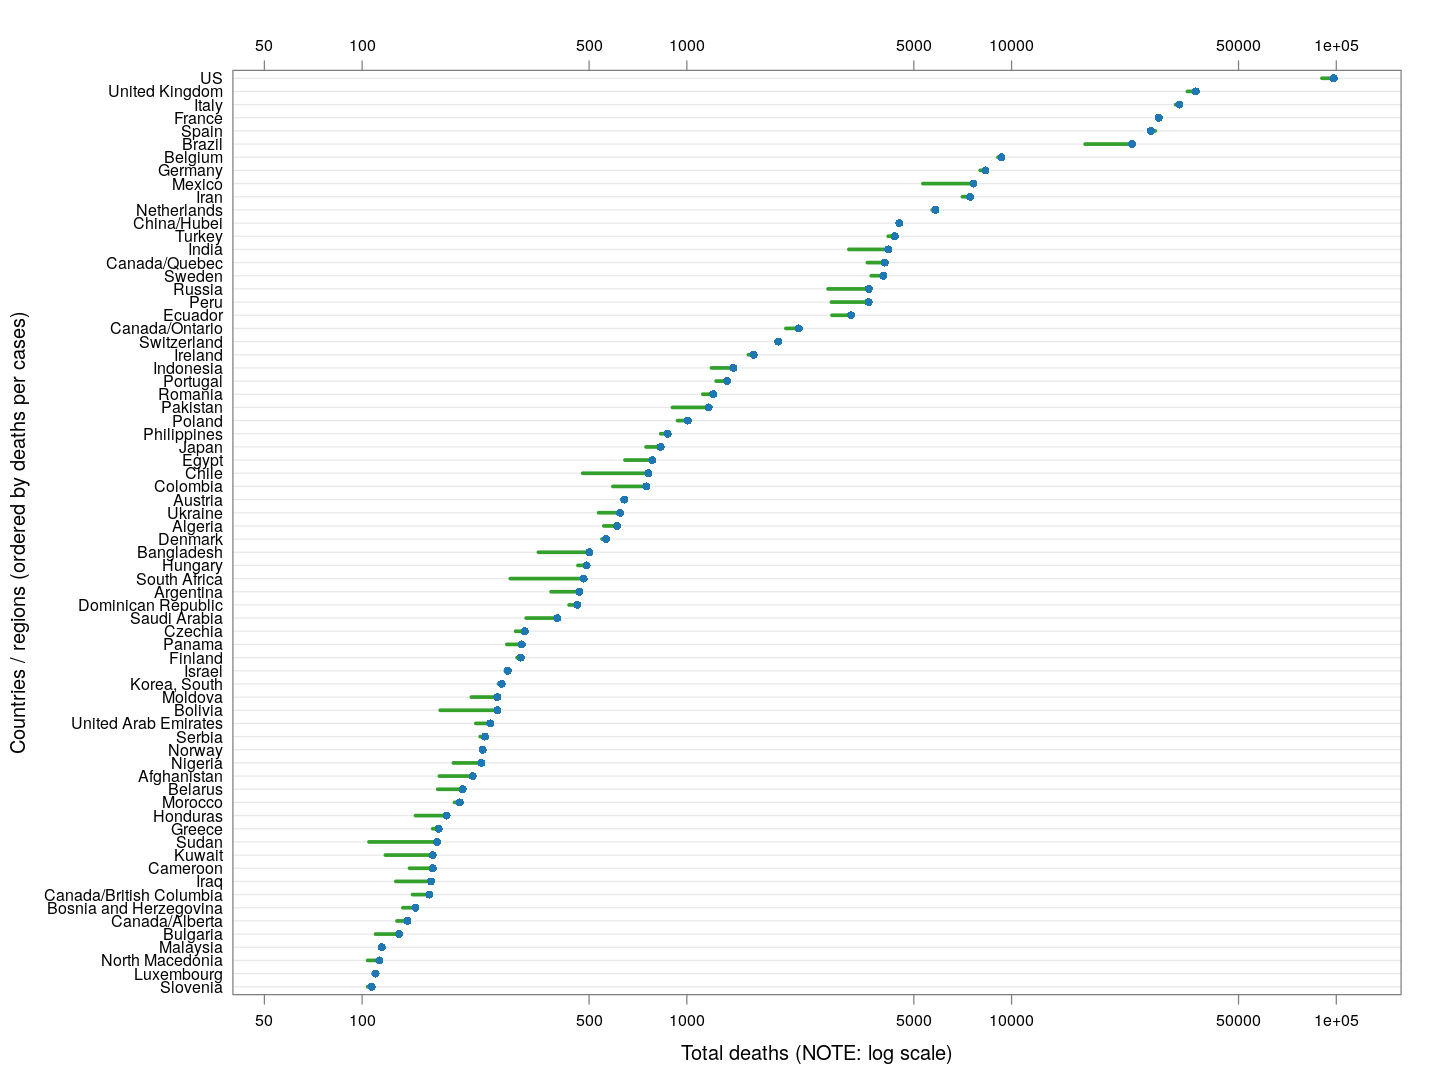 50 100 500 1000 5000 10000 50000 1e+05
US
United Kingdom
Italy
France
Spain
Brazil
Belgium
Germany
Mexico
Iran
Netherlands
China/Hubei
Turkey
India
Canada/Quebec
Sweden
Russia
Peru
Ecuador
Canada/Ontario
Switzerland
Ireland
Indonesia
Portugal
Romania
Pakistan
Poland
Philippines
Japan
Egypt
Chile
Colombia
Austria
Ukraine
Algeria
Denmark
Bangladesh
Hungary
South Africa
Argentina
Dominican Republic
Saudi Arabia
Czechia
Panama
Finland
Israel
Korea, South
Moldova
Bolivia
United Arab Emirates
Serbia
Norway
Nigeria
Afghanistan
Belarus
Morocco
Honduras
Greece
Sudan
Kuwait
Cameroon
Iraq
Canada/British Columbia
Bosnia and Herzegovina
Canada/Alberta
Bulgaria
Malaysia
North Macedonia
Luxembourg
Slovenia
Countries / regions (ordered by deaths per cases)
50 100 500 1000 5000 10000 50000 1e+05
Total deaths (NOTE: log scale)